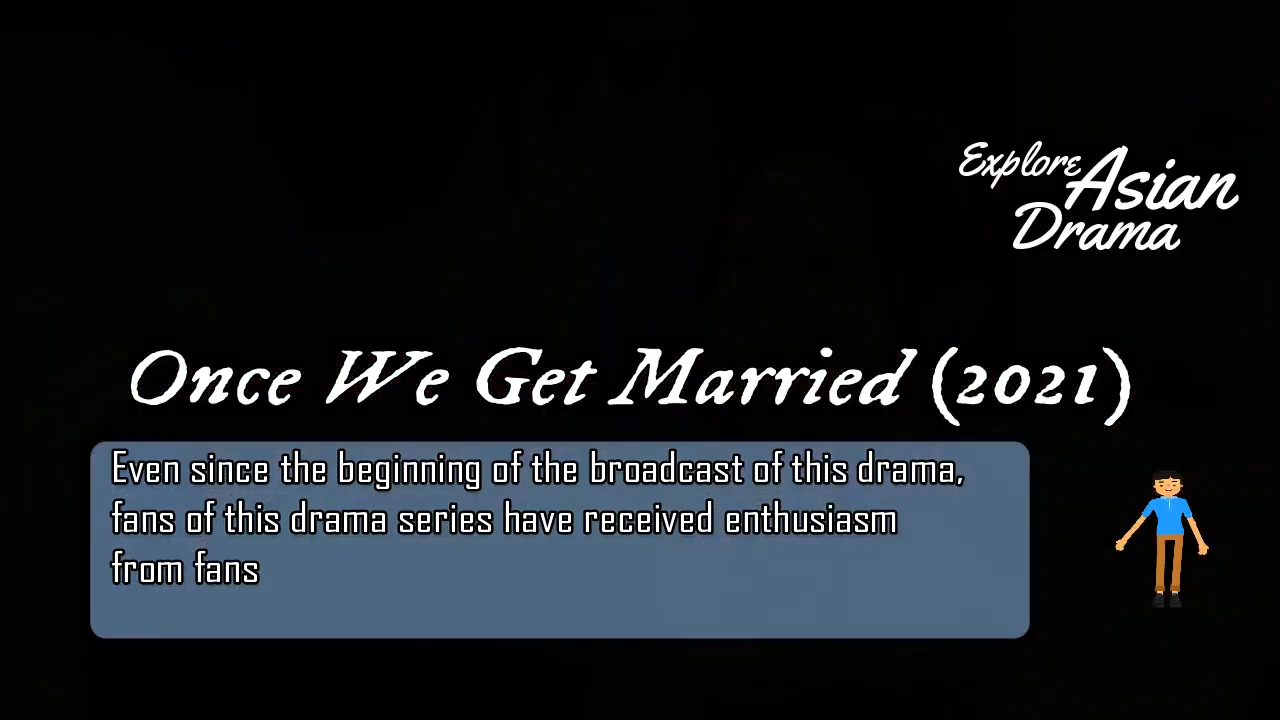 Explore Asian
Drama
Once We Get Married (2021)
Even since the beginning of the broadcast of this drama,
fans of this drama series have received enthusiasm
from fans